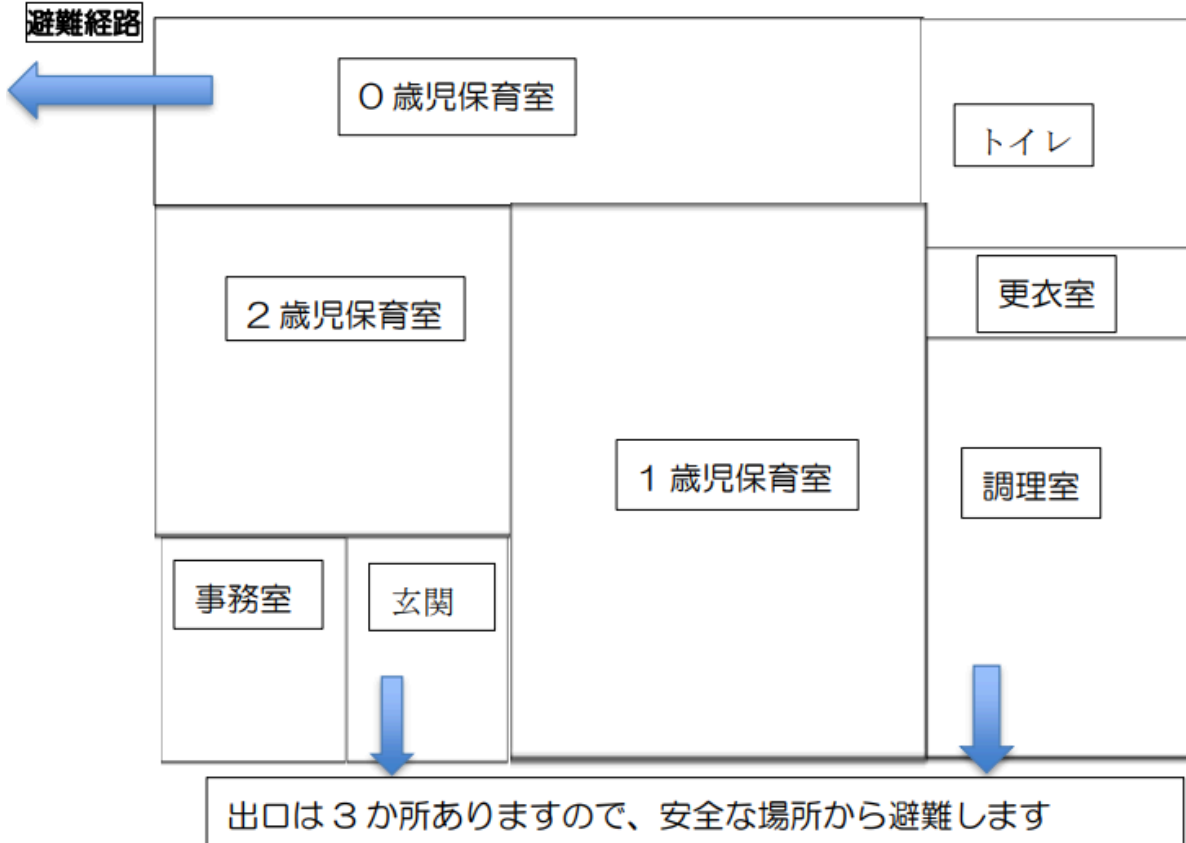 避難経路
０歳児保育室
トイレ
２歳児保育室
更衣室
１歳児保育室
調理室
事務室
玄関
出口は３か所ありますので、安全な場所から避難します